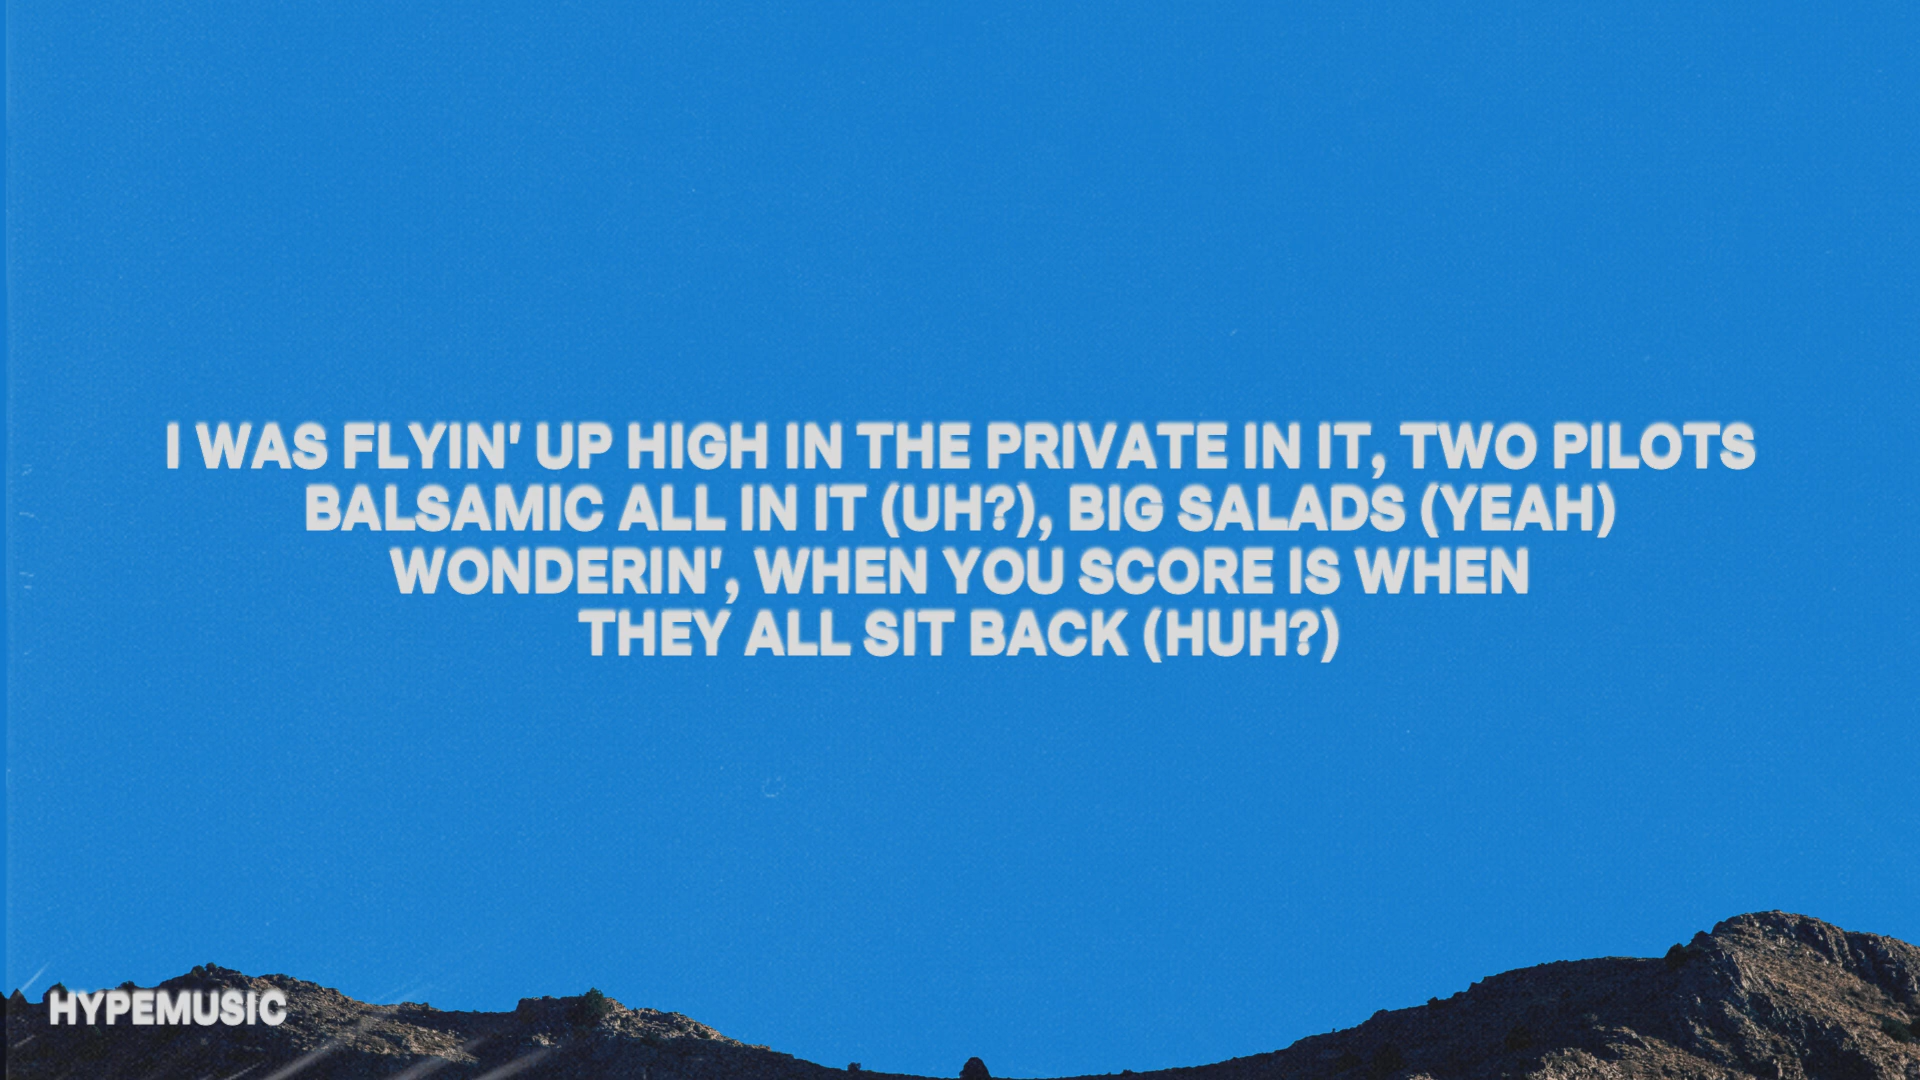 I WAS FLYIN' UP HIGH IN THE PRIVATE IN IT, TWO PILOTS
BALSAMIC ALL IN IT (UH?), BIG SALADS (YEAH)
WONDERIN', WHEN YOU SCORE IS WHEN
THEY ALL SIT BACK (HUH?)
HYPEMUSIC